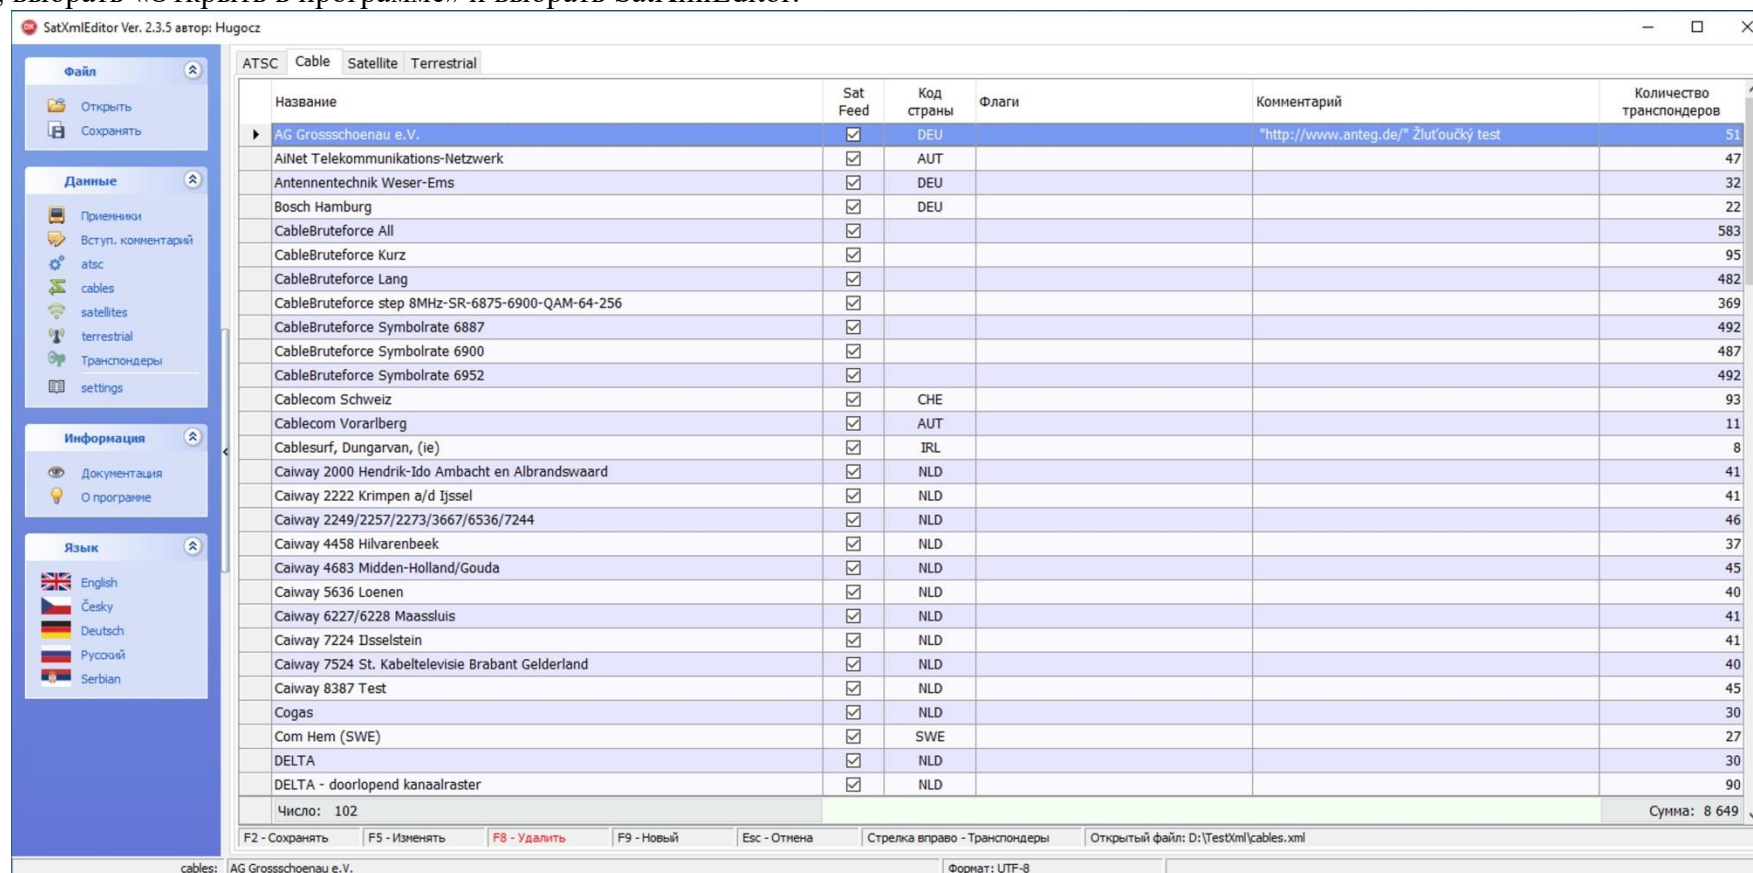 , выбрать «Открыть в программе» и выбрать SatXmlEditor.
SatXmlEditor Ver. 2.3.5 автор: Hugocz
Файл
Открыть
Сохранять
Данные
Приемники
Вступ. комментарий
atsc
cables
satellites
terrestrial
Транспондеры
settings
Информация
Документация
О программе
Язык
English
Česky
Deutsch
Русский
Serbian
ATSC Cable Satellite Terrestrial
Название Sat Feed Код страны Флаги Комментарий Количество транспондеров
AG Grossschoenau e.V. DEU "http://www.anteg.de/" Žluťoučký test 51
AiNet Telekommunikations-Netzwerk AUT 47
Antennentechnik Weser-Ems DEU 32
Bosch Hamburg DEU 22
CableBruteforce All 583
CableBruteforce Kurz 95
CableBruteforce Lang 482
CableBruteforce step 8MHz-SR-6875-6900-QAM-64-256 369
CableBruteforce Symbolrate 6887 492
CableBruteforce Symbolrate 6900 487
CableBruteforce Symbolrate 6952 492
Cablecom Schweiz CHE 93
Cablecom Vorarlberg AUT 11
Cablesurf, Dungarvan, (ie) IRL 8
Caiway 2000 Hendrik-Ido Ambacht en Albrandswaard NLD 41
Caiway 2222 Krimpen a/d Ijssel NLD 41
Caiway 2249/2257/2273/3667/6536/7244 NLD 46
Caiway 4458 Hilvarenbeek NLD 37
Caiway 4683 Midden-Holland/Gouda NLD 45
Caiway 5636 Loenen NLD 40
Caiway 6227/6228 Maassluis NLD 41
Caiway 7224 IJsselstein NLD 41
Caiway 7524 St. Kabeltelevisie Brabant Gelderland NLD 40
Caiway 8387 Test NLD 45
Cogas NLD 30
Com Hem (SWE) SWE 27
DELTA NLD 30
DELTA - doorlopend kanaalraster NLD 90
Число: 102 Сумма: 8 649
F2 - Сохранять F5 - Изменять F8 - Удалить F9 - Новый Esc - Отмена Стрелка вправо - Транспондеры Открытый файл: D:\TestXml\cables.xml
cables: AG Grossschoenau e.V. Формат: UTF-8